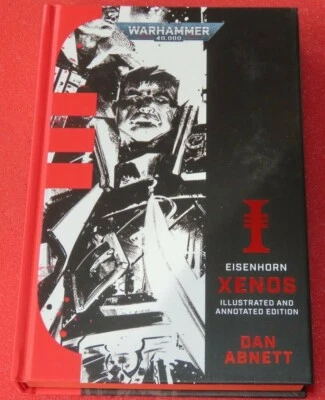 WARHAMMER
40,000
EISENHORN
XENOS
ILLUSTRATED AND
ANNOTATED EDITION
DAN
ABNETT